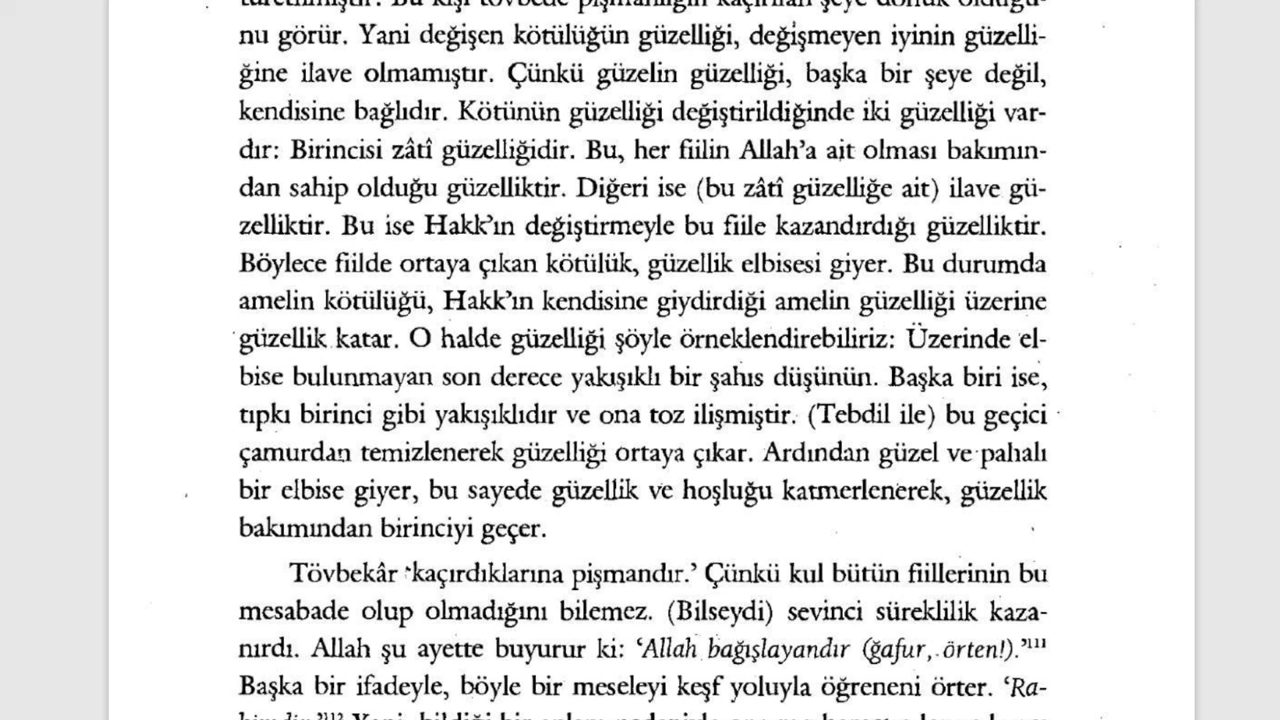 nu görür. Yani değişen kötülüğün güzelliği, değişmeyen iyinin güzelli-
ğine ilave olmamıştır. Çünkü güzelin güzelliği, başka bir şeye değil,
kendisine bağlıdır. Kötünün güzelliği değiştirildiğinde iki güzelliği var-
dır: Birincisi zâtî güzelliğidir. Bu, her fiilin Allah’a ait olması bakımın-
dan sahip olduğu güzelliktir. Diğeri ise (bu zâtî güzelliğe ait) ilave gü-
zelliktir. Bu ise Hakk’ın değiştirmeyle bu fiile kazandırdığı güzelliktir.
Böylece fiilde ortaya çıkan kötülük, güzellik elbisesi giyer. Bu durumda
amelin kötülüğü, Hakk’ın kendisine giydirdiği amelin güzelliği üzerine
güzellik katar. O halde güzelliği şöyle örneklendirebiliriz: Üzerinde el-
bise bulunmayan son derece yakışıklı bir şahıs düşünün. Başka biri ise,
tıpkı birinci gibi yakışıklıdır ve ona toz ilişmiştir. (Tebdil ile) bu geçici
çamurdan temizlenerek güzelliği ortaya çıkar. Ardından güzel ve pahalı
bir elbise giyer, bu sayede güzellik ve hoşluğu katmerlenerek, güzellik
bakımından birinciyi geçer.
Tövbekâr ‘kaçırdıklarına pişmandır.’ Çünkü kul bütün fiillerinin bu
mesabade olup olmadığını bilemez. (Bilseydi) sevinci süreklilik kaza-
nırdı. Allah şu ayette buyurur ki: ‘Allah bağışlayandır (ğafur, örten!).’¹¹¹
Başka bir ifadeyle, böyle bir meseleyi keşf yoluyla öğreneni örter. ‘Ra-